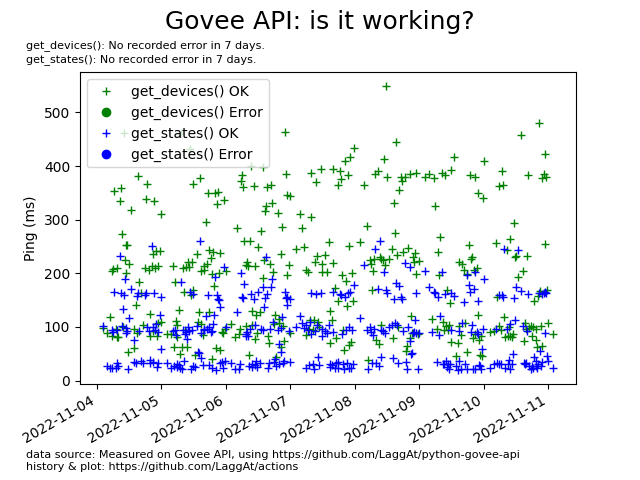 Govee API: is it working?
get_devices(): No recorded error in 7 days.
get_states(): No recorded error in 7 days.
get_devices() OK
get_devices() Error
get_states() OK
get_states() Error
Ping (ms)
500
400
300
200
100
0
2022-11-04
2022-11-05
2022-11-06
2022-11-07
2022-11-08
2022-11-09
2022-11-10
2022-11-11
data source: Measured on Govee API, using https://github.com/LaggAt/python-govee-api
history & plot: https://github.com/LaggAt/actions